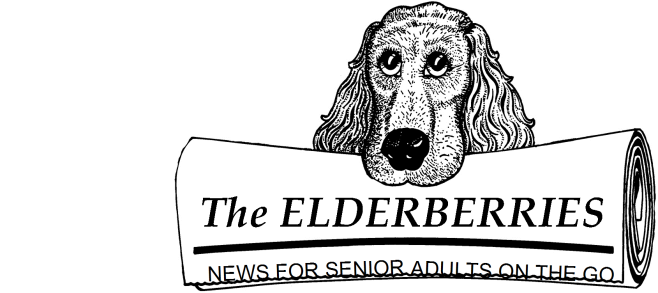 The ELDERBERRIES
NEWS FOR SENIOR ADULTS ON THE GO